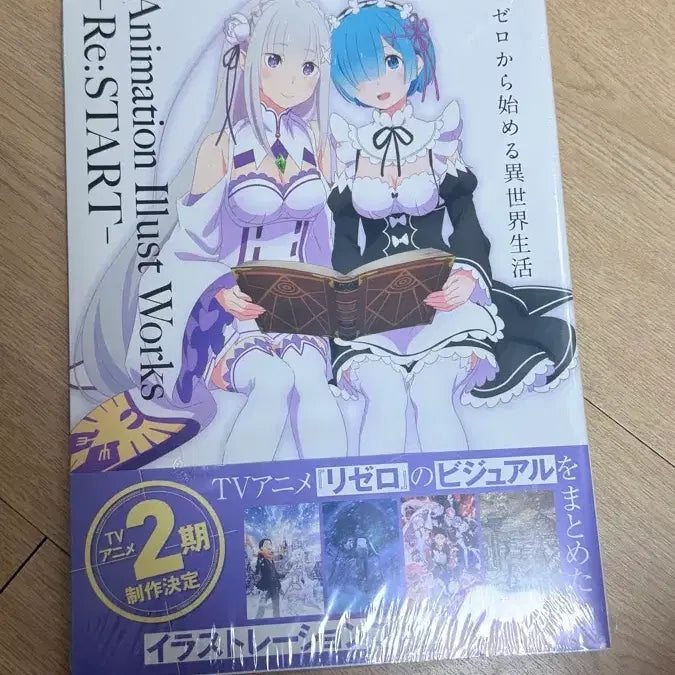 ゼロから始める異世界生活
Animation Illust Works
-Re:START-
TVアニメ『リゼロ』のビジュアルをまとめた
TV
アニメ
2期
制作決定
イラストレーション